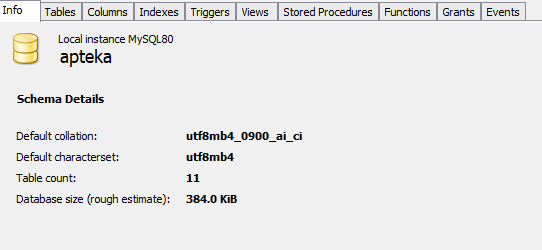 Info Tables Columns Indexes Triggers Views Stored Procedures Functions Grants Events
Local instance MySQL80
apteka
Schema Details
Default collation: utf8mb4_0900_ai_ci
Default characterset: utf8mb4
Table count: 11
Database size (rough estimate): 384.0 KiB